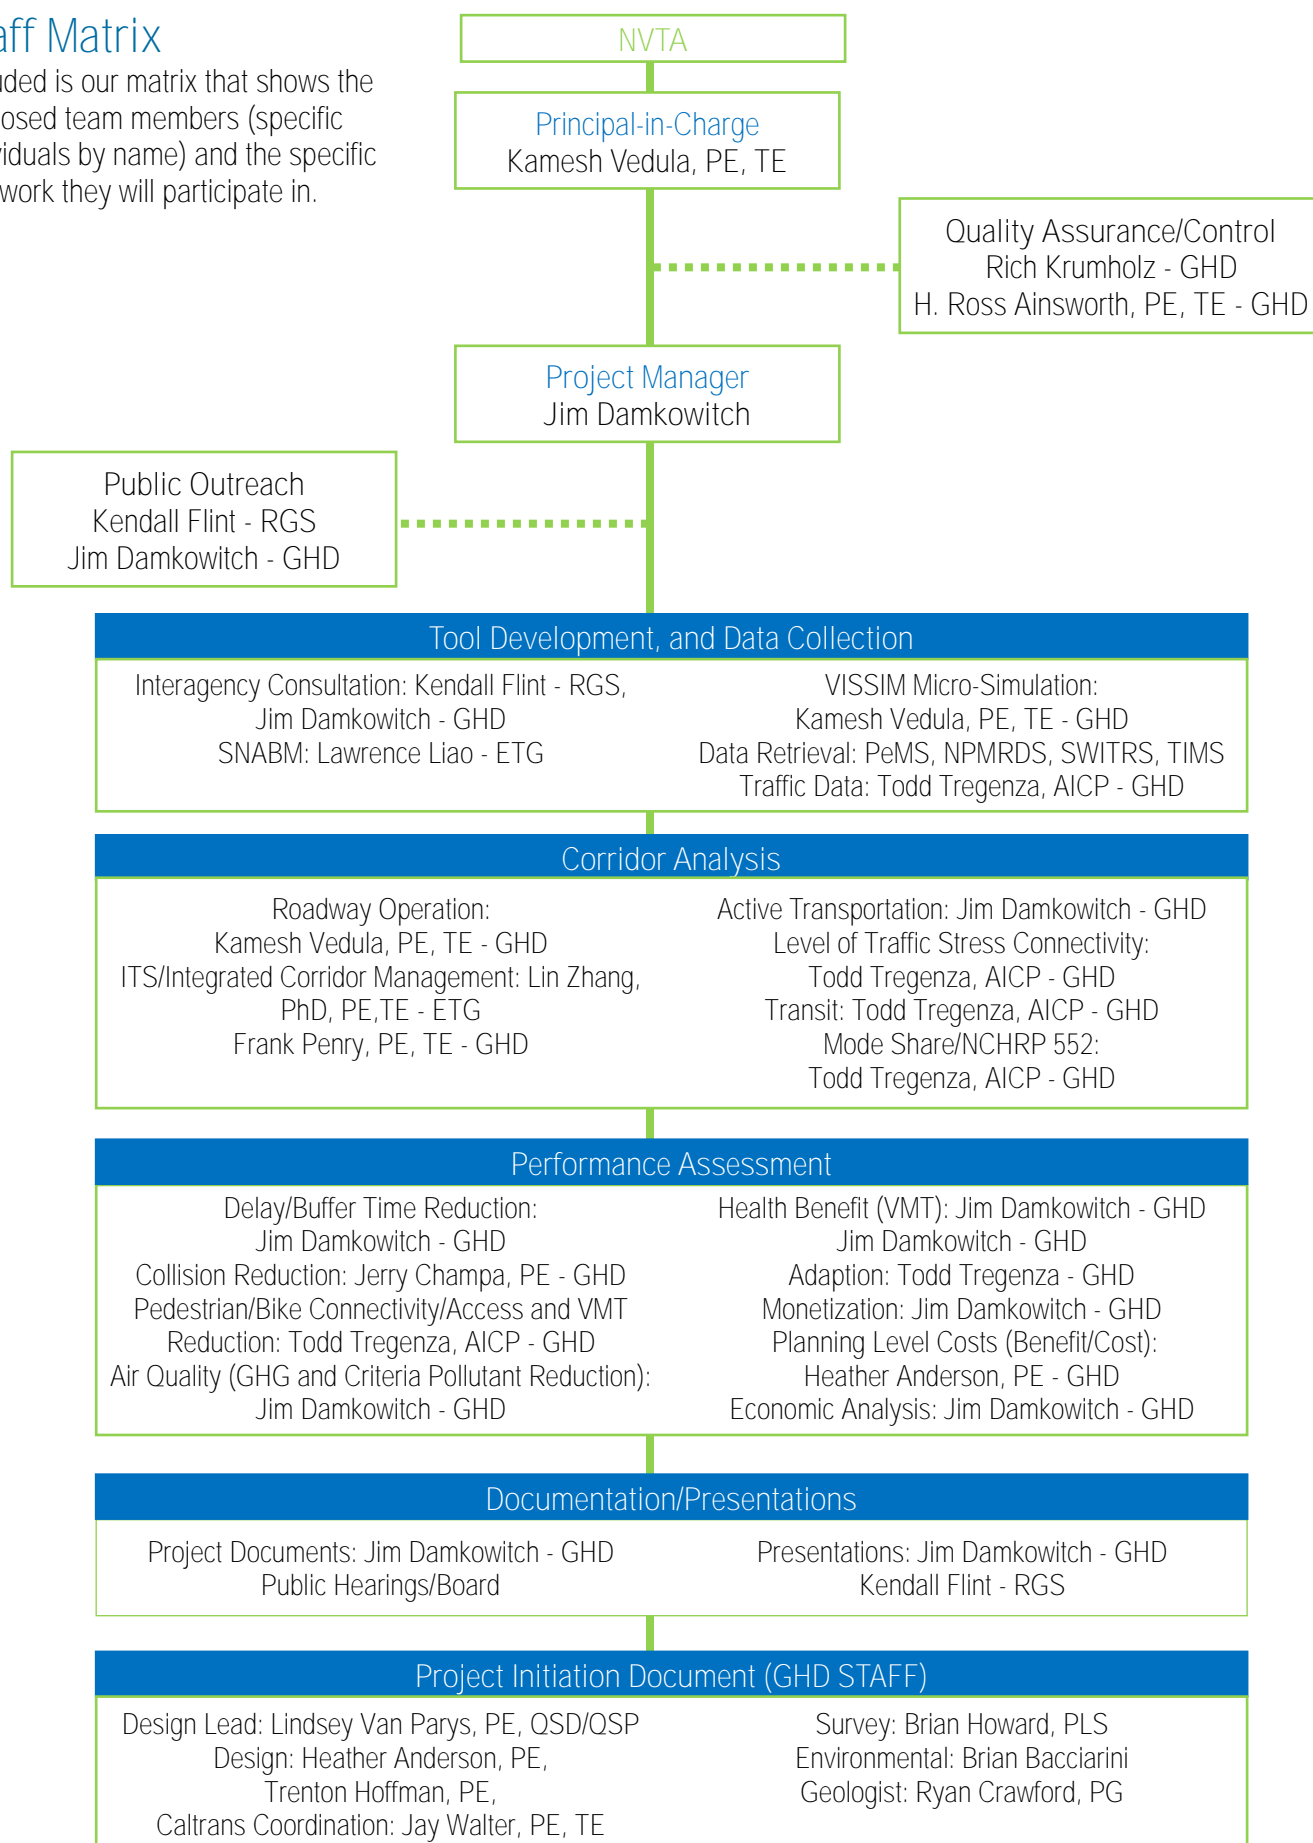 aff Matrix
uded is our matrix that shows the
osed team members (specific
viduals by name) and the specific
work they will participate in.
NVTA
Principal-in-Charge
Kamesh Vedula, PE, TE
Quality Assurance/Control
Rich Krumholz - GHD
H. Ross Ainsworth, PE, TE - GHD
Project Manager
Jim Damkowitch
Public Outreach
Kendall Flint - RGS
Jim Damkowitch - GHD
Tool Development, and Data Collection
Interagency Consultation: Kendall Flint - RGS,
Jim Damkowitch - GHD
SNABM: Lawrence Liao - ETG
VISSIM Micro-Simulation:
Kamesh Vedula, PE, TE - GHD
Data Retrieval: PeMS, NPMRDS, SWITRS, TIMS
Traffic Data: Todd Tregenza, AICP - GHD
Corridor Analysis
Roadway Operation:
Kamesh Vedula, PE, TE - GHD
ITS/Integrated Corridor Management: Lin Zhang,
PhD, PE,TE - ETG
Frank Penry, PE, TE - GHD
Active Transportation: Jim Damkowitch - GHD
Level of Traffic Stress Connectivity:
Todd Tregenza, AICP - GHD
Transit: Todd Tregenza, AICP - GHD
Mode Share/NCHRP 552:
Todd Tregenza, AICP - GHD
Performance Assessment
Delay/Buffer Time Reduction:
Jim Damkowitch - GHD
Collision Reduction: Jerry Champa, PE - GHD
Pedestrian/Bike Connectivity/Access and VMT
Reduction: Todd Tregenza, AICP - GHD
Air Quality (GHG and Criteria Pollutant Reduction):
Jim Damkowitch - GHD
Health Benefit (VMT): Jim Damkowitch - GHD
Jim Damkowitch - GHD
Adaption: Todd Tregenza - GHD
Monetization: Jim Damkowitch - GHD
Planning Level Costs (Benefit/Cost):
Heather Anderson, PE - GHD
Economic Analysis: Jim Damkowitch - GHD
Documentation/Presentations
Project Documents: Jim Damkowitch - GHD
Public Hearings/Board
Presentations: Jim Damkowitch - GHD
Kendall Flint - RGS
Project Initiation Document (GHD STAFF)
Design Lead: Lindsey Van Parys, PE, QSD/QSP
Design: Heather Anderson, PE,
Trenton Hoffman, PE,
Caltrans Coordination: Jay Walter, PE, TE
Survey: Brian Howard, PLS
Environmental: Brian Bacciarini
Geologist: Ryan Crawford, PG